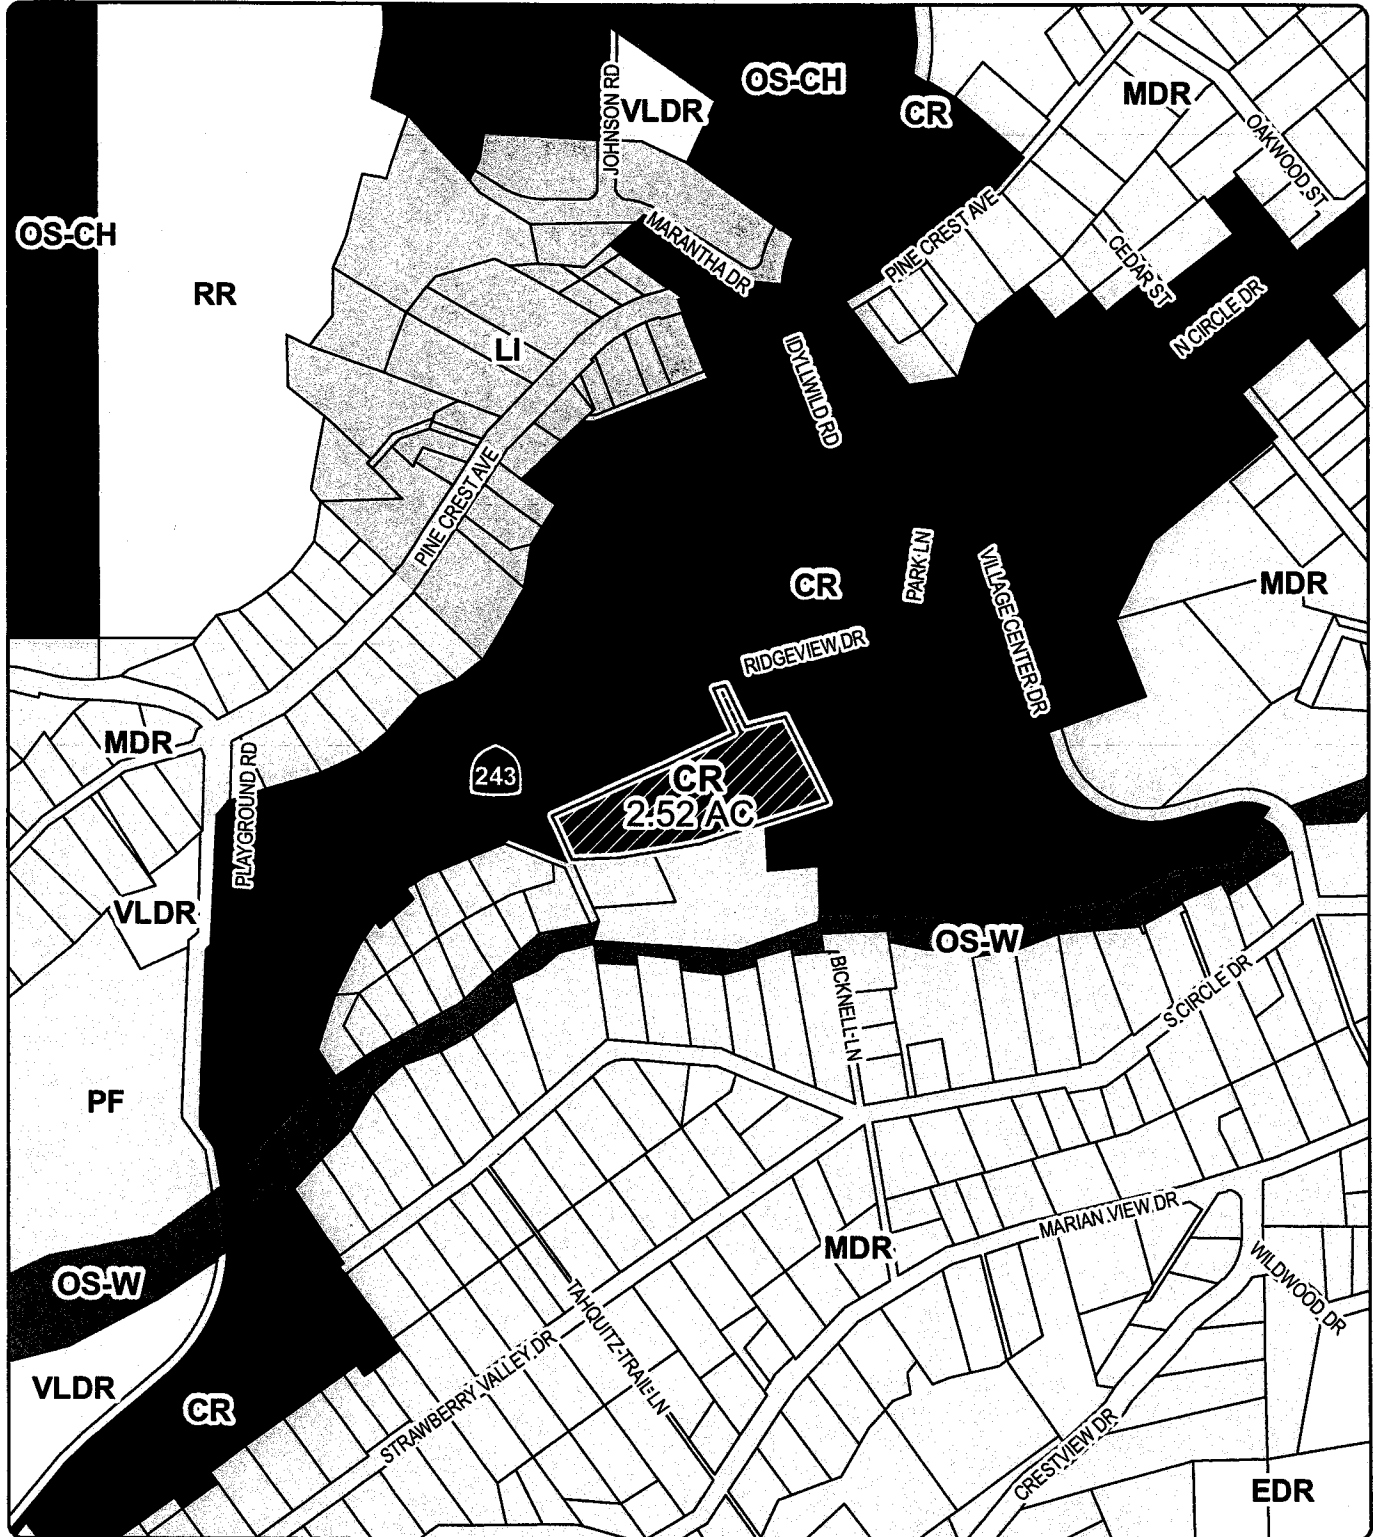 OS-CH
JOHNSON RD
VLDR
CR
MDR
OAKWOOD ST
OS-CH
RR
MARANTHA DR
PINE CREST AVE
CEDAR ST
N CIRCLE DR
LI
IDYLLWILD RD
PINE CREST AVE
CR
PARK LN
VILLAGE CENTER DR
MDR
RIDGEVIEW DR
MDR
PLAYGROUND RD
243
CR
2.52 AC
VLDR
OS-W
BICKNELL LN
S CIRCLE DR
PF
MARIAN VIEW DR
MDR
WILDWOOD DR
OS-W
TAHQUITZ TRAIL LN
STRAWBERRY VALLEY DR
VLDR
CR
CRESTVIEW DR
EDR